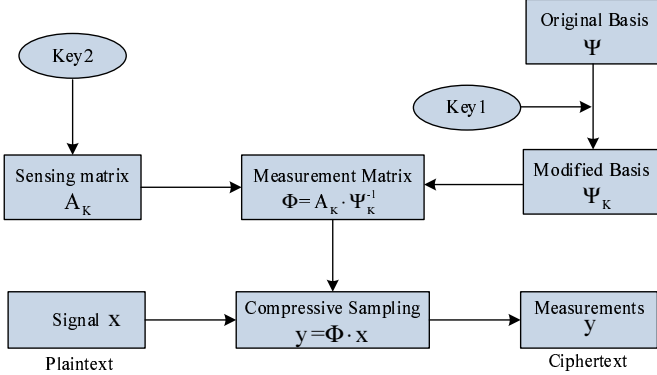 Original Basis
Ψ
Key2
Key1
Sensing matrix
A_K
Measurement Matrix
Φ=A_K·Ψ_K^-1
Modified Basis
Ψ_K
Signal x
Compressive Sampling
y=Φ·x
Measurements
y
Plaintext
Ciphertext